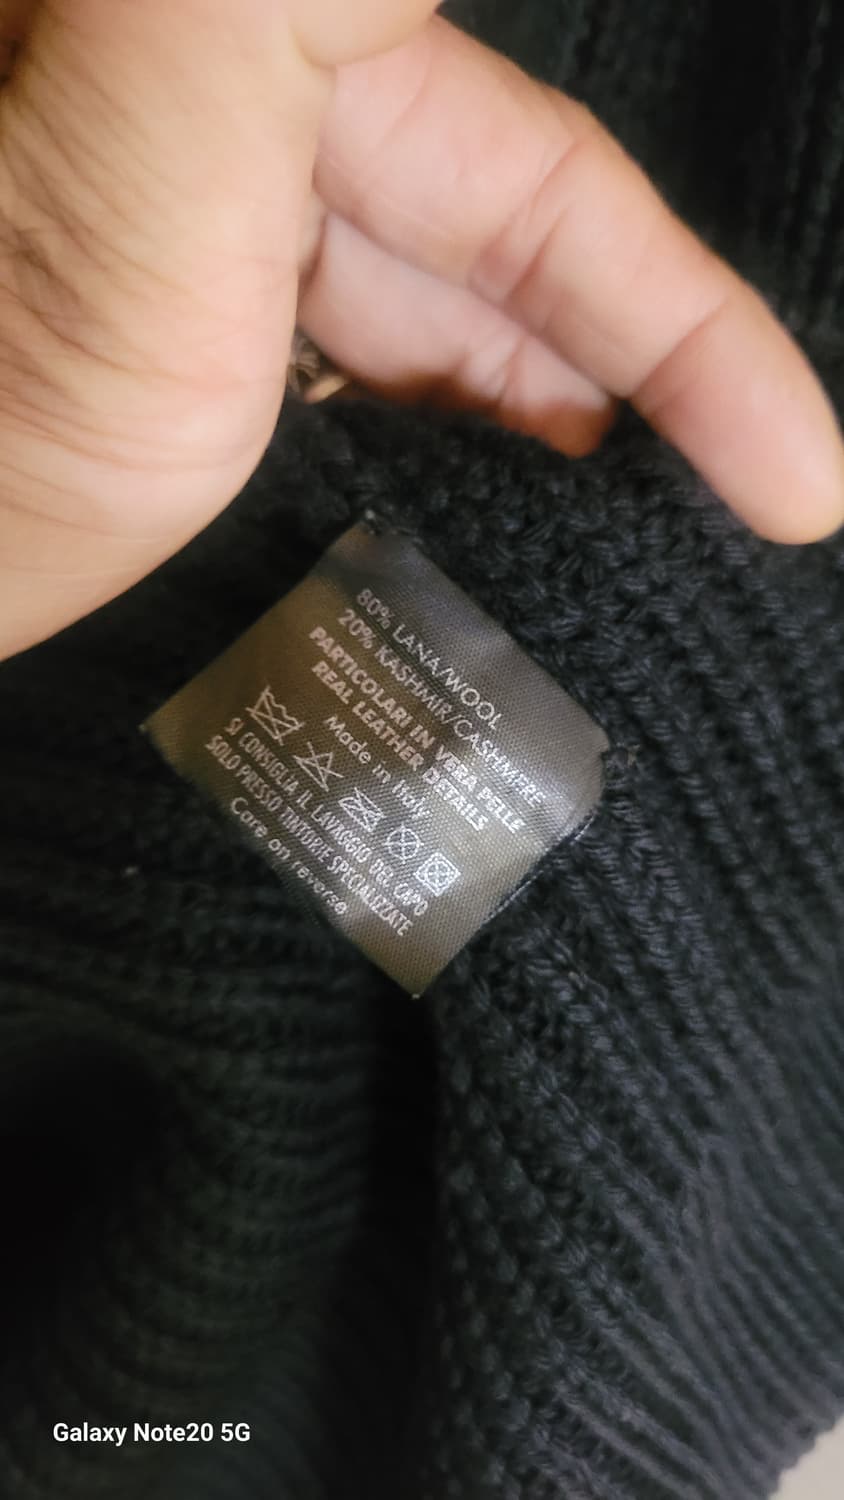 80% LANA/WOOL
20% KASHMIR/CASHMERE
PARTICOLARI IN VERA PELLE
REAL LEATHER DETAILS
Made in Italy
SI CONSIGLIA IL LAVAGGIO DEL CAPO
SOLO PRESSO TINTORIE SPECIALIZZATE
Care on reverse
Galaxy Note20 5G